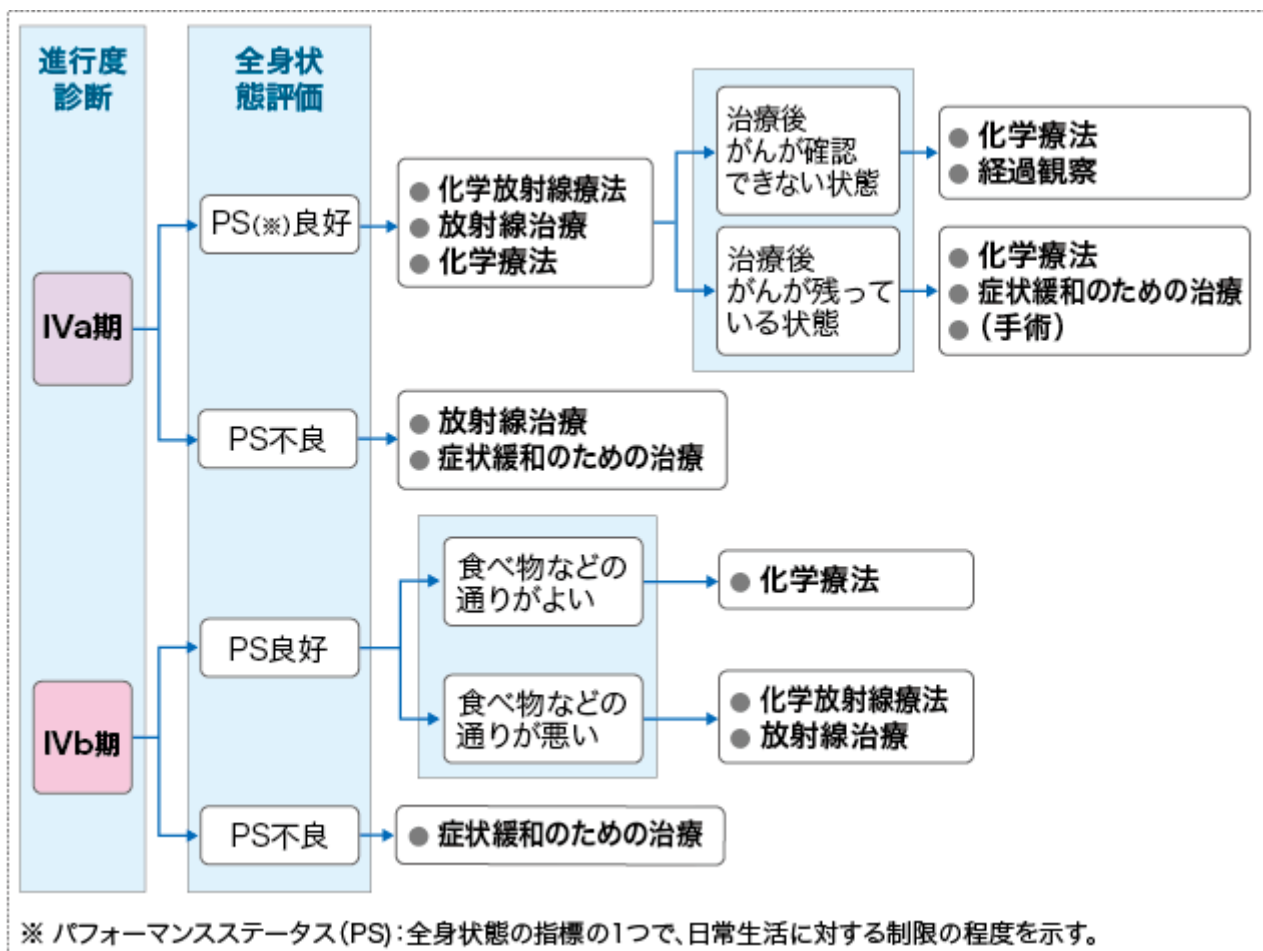 進行度
診断
全身状
態評価
IVa期
PS(※)良好
● 化学放射線療法
● 放射線治療
● 化学療法
治療後
がんが確認
できない状態
● 化学療法
● 経過観察
治療後
がんが残って
いる状態
● 化学療法
● 症状緩和のための治療
● (手術)
PS不良
● 放射線治療
● 症状緩和のための治療
IVb期
PS良好
食べ物などの
通りがよい
● 化学療法
食べ物などの
通りが悪い
● 化学放射線療法
● 放射線治療
PS不良
● 症状緩和のための治療
※ パフォーマンスステータス(PS):全身状態の指標の1つで、日常生活に対する制限の程度を示す。